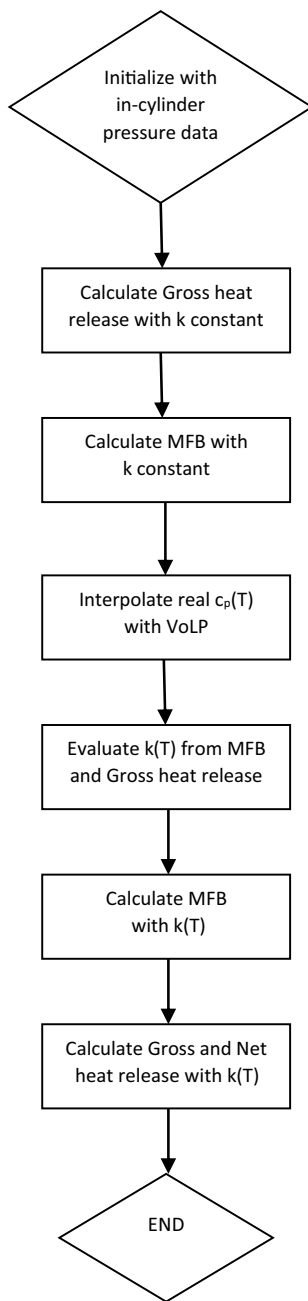 Initialize with
in-cylinder
pressure data
Calculate Gross heat
release with k constant
Calculate MFB with
k constant
Interpolate real cₚ(T)
with VoLP
Evaluate k(T) from MFB
and Gross heat release
Calculate MFB
with k(T)
Calculate Gross and Net
heat release with k(T)
END